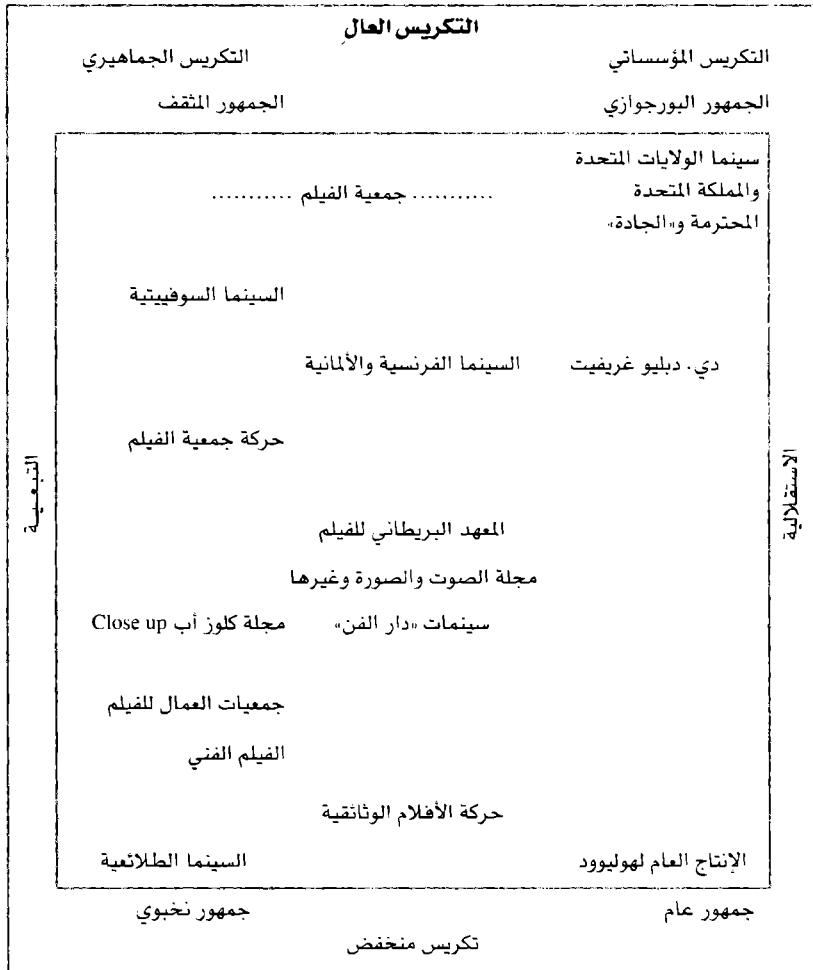 التكريس العال
التكريس المؤسساتي التكريس الجماهيري
الجمهور البورجوازي الجمهور المثقف
سينما الولايات المتحدة
والمملكة المتحدة
المحترمة و«الجادة»
........... جمعية الفيلم ...........
السينما السوفييتية
دي. دبليو غريفيت السينما الفرنسية والألمانية
حركة جمعية الفيلم
الاستقلالية
التبعية
المعهد البريطاني للفيلم
مجلة الصوت والصورة وغيرها
سينمات «دار الفن» مجلة كلوز أب Close up
جمعيات العمال للفيلم
الفيلم الفني
حركة الأفلام الوثائقية
الإنتاج العام لهوليوود السينما الطلائعية
جمهور عام جمهور نخبوي
تكريس منخفض